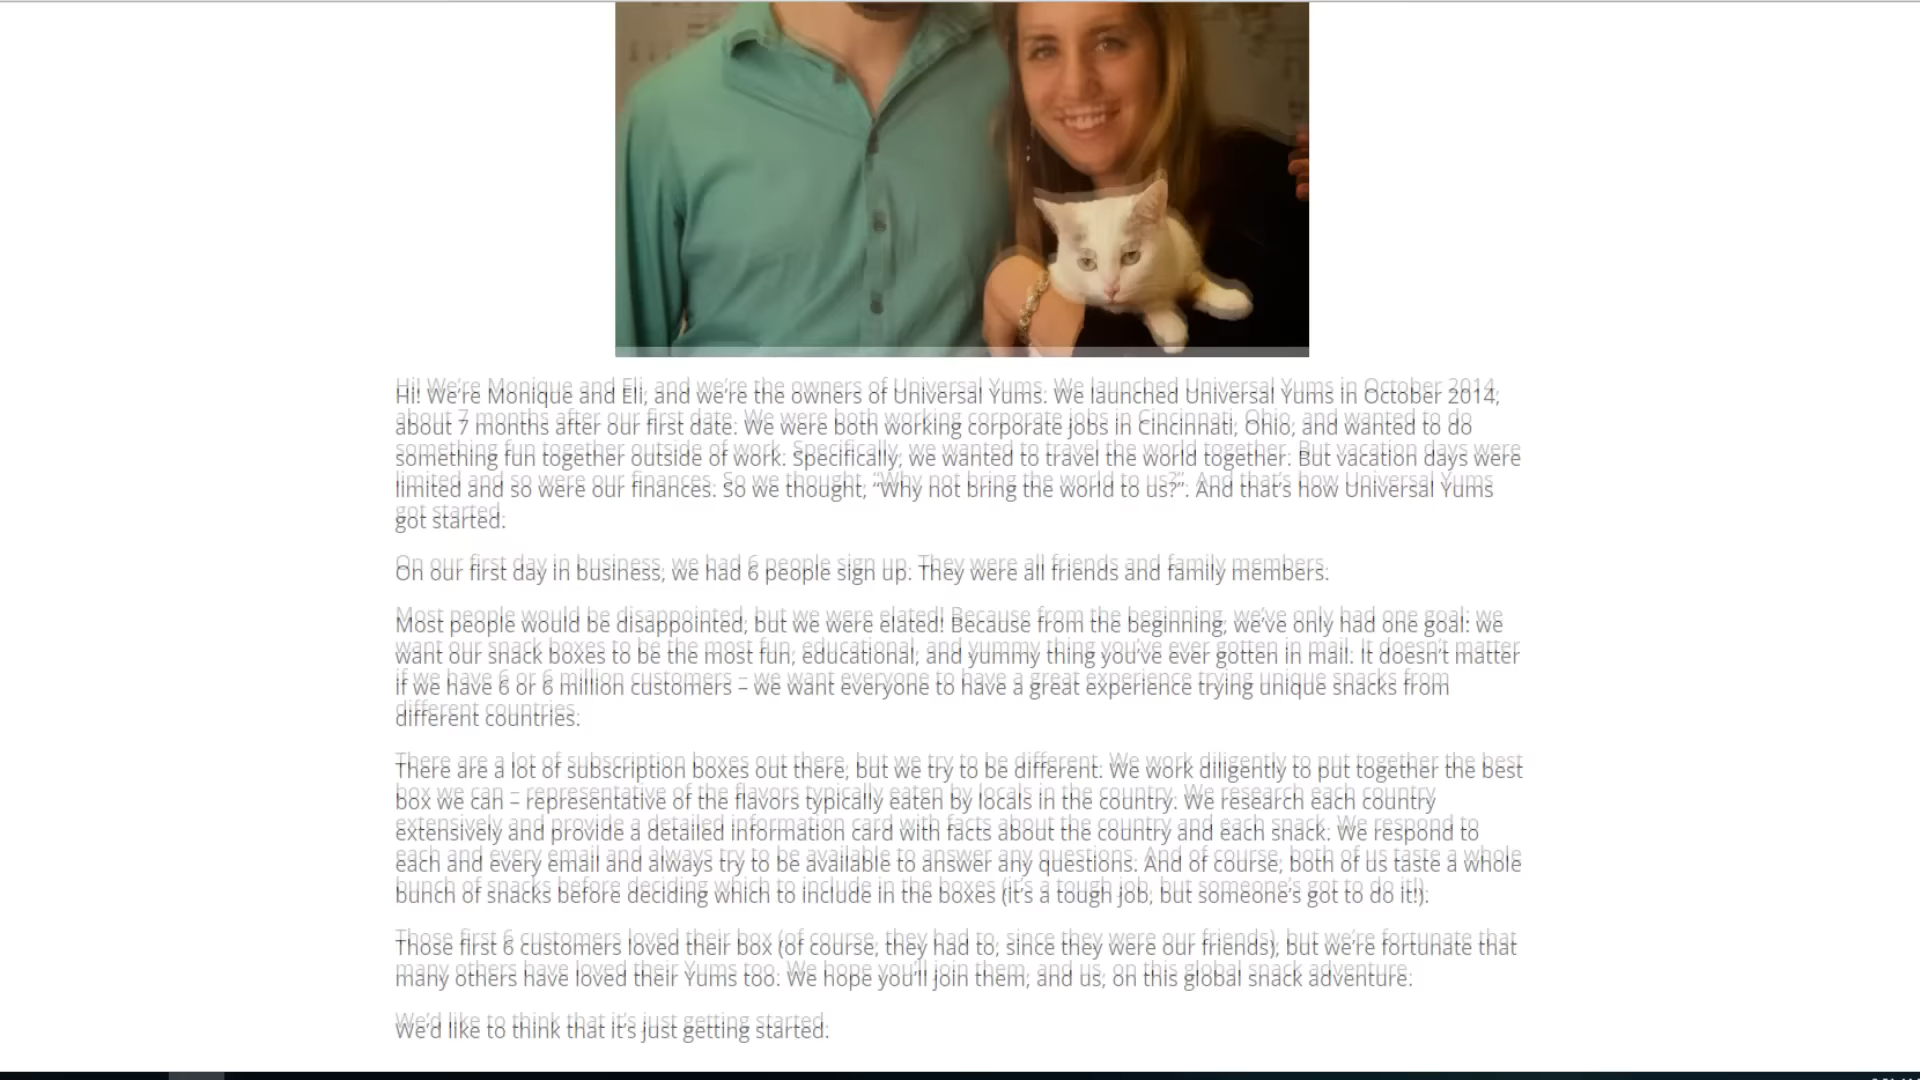 Hi! We’re Monique and Eli, and we’re the owners of Universal Yums. We launched Universal Yums in October 2014,
about 7 months after our first date. We were both working corporate jobs in Cincinnati, Ohio, and wanted to do
something fun together outside of work. Specifically, we wanted to travel the world together. But vacation days were
limited and so were our finances. So we thought, “Why not bring the world to us?”. And that’s how Universal Yums
got started.
On our first day in business, we had 6 people sign up. They were all friends and family members.
Most people would be disappointed, but we were elated! Because from the beginning, we’ve only had one goal: we
want our snack boxes to be the most fun, educational, and yummy thing you’ve ever gotten in mail. It doesn’t matter
if we have 6 or 6 million customers – we want everyone to have a great experience trying unique snacks from
different countries.
There are a lot of subscription boxes out there, but we try to be different. We work diligently to put together the best
box we can – representative of the flavors typically eaten by locals in the country. We research each country
extensively and provide a detailed information card with facts about the country and each snack. We respond to
each and every email and always try to be available to answer any questions. And of course, both of us taste a whole
bunch of snacks before deciding which to include in the boxes (it’s a tough job, but someone’s got to do it!).
Those first 6 customers loved their box (of course, they had to, since they were our friends), but we’re fortunate that
many others have loved their Yums too. We hope you’ll join them, and us, on this global snack adventure.
We’d like to think that it’s just getting started.